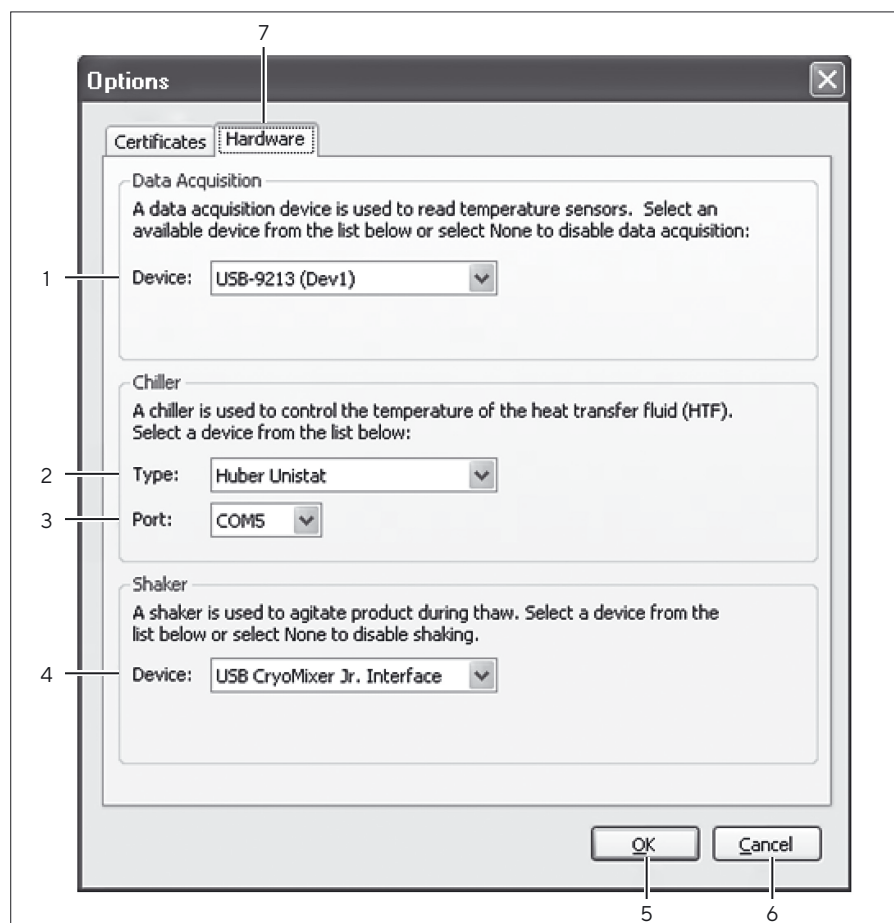 7
Options
Certificates Hardware
Data Acquisition
A data acquisition device is used to read temperature sensors. Select an
available device from the list below or select None to disable data acquisition:
1 Device: USB-9213 (Dev1)
Chiller
A chiller is used to control the temperature of the heat transfer fluid (HTF).
Select a device from the list below:
2 Type: Huber Unistat
3 Port: COM5
Shaker
A shaker is used to agitate product during thaw. Select a device from the
list below or select None to disable shaking.
4 Device: USB CryoMixer Jr. Interface
OK Cancel
5 6